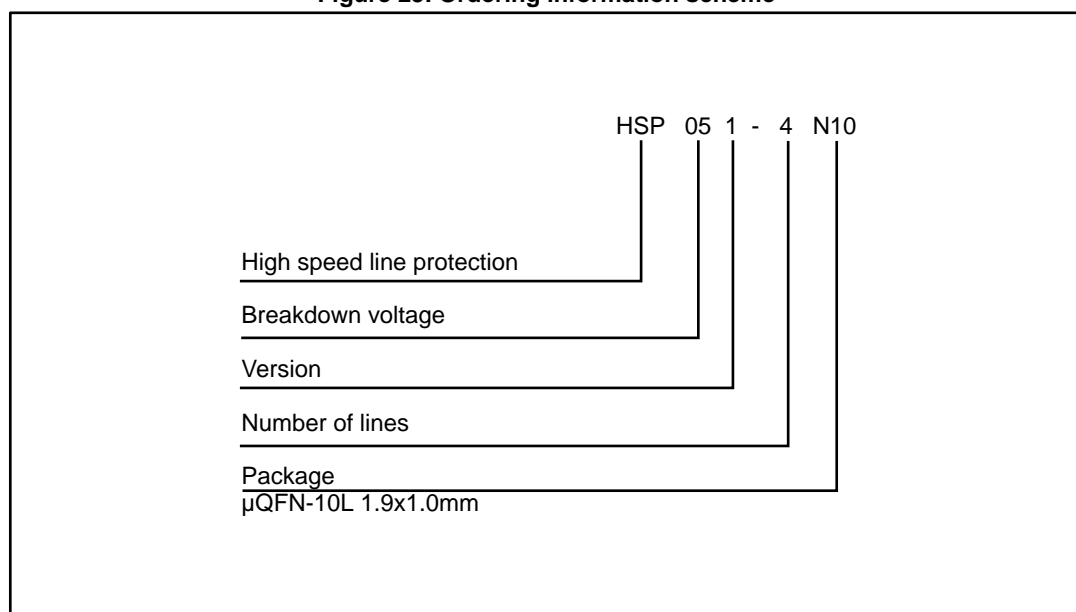 Figure 23. Ordering information scheme
HSP 05 1 - 4 N10
High speed line protection
Breakdown voltage
Version
Number of lines
Package
µQFN-10L 1.9x1.0mm